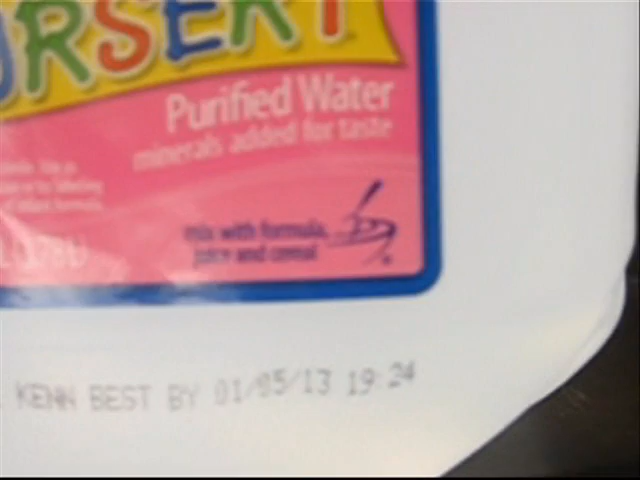 URSERY
Purified Water
minerals added for taste
mix with formula,
juice and cereal
KENN BEST BY 01/05/13 19:24